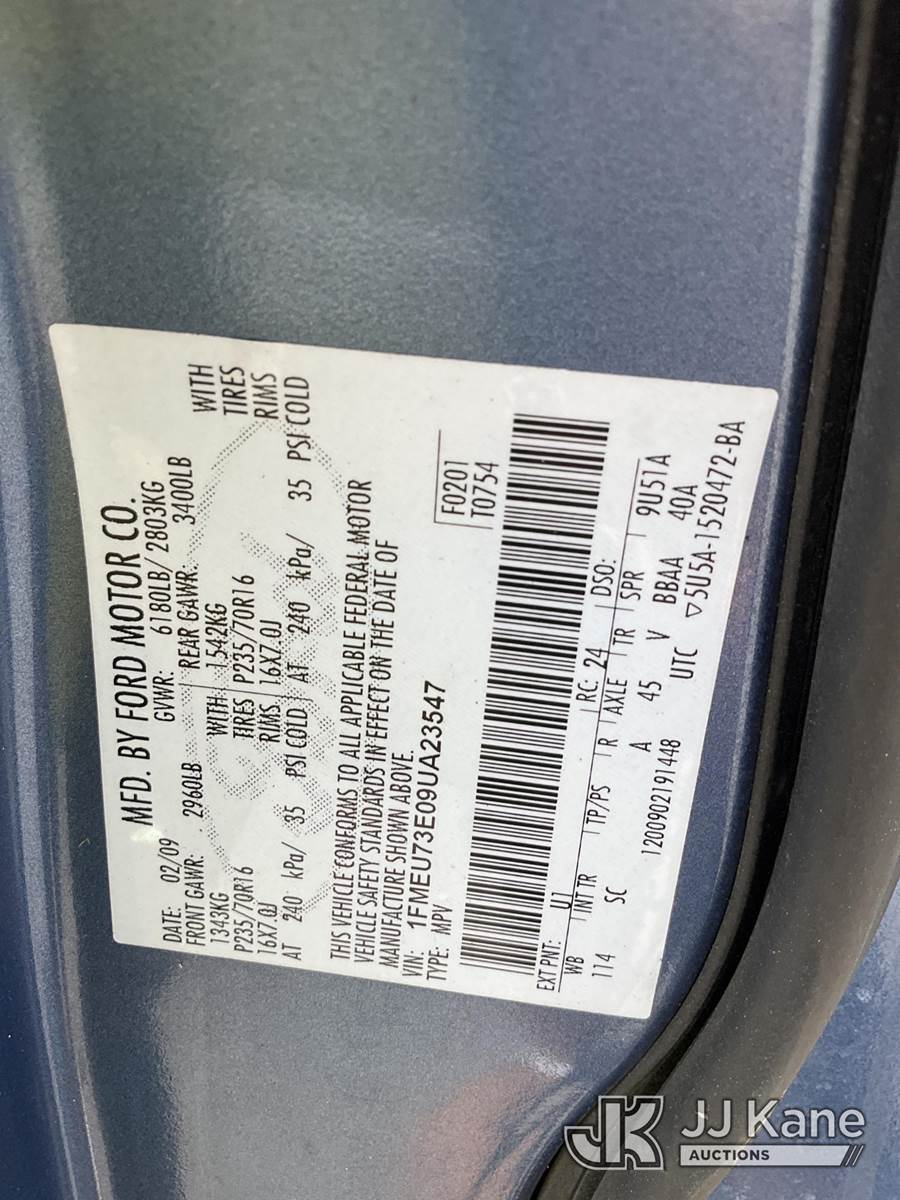 MFD. BY FORD MOTOR CO.
DATE: 02/09 GVWR: 6180LB/2803KG
FRONT GAWR: 2960LB REAR GAWR: 3400LB
1343KG WITH 1542KG WITH
P235/70R16 TIRES P235/70R16 TIRES
16X7.0J RIMS 16X7.0J RIMS
AT 240 kPa/ 35 PSI COLD AT 240 kPa/ 35 PSI COLD
THIS VEHICLE CONFORMS TO ALL APPLICABLE FEDERAL MOTOR
VEHICLE SAFETY STANDARDS IN EFFECT ON THE DATE OF
MANUFACTURE SHOWN ABOVE.
VIN: 1FMEU73E09UA23547 F0201
TYPE: MPV T0754
EXT PNT: UJ RC: 24 DSO:
WB INT TR TP/PS R AXLE TR SPR 9U51A
114 SC A 45 V BBAA 40A
1200902191448 UTC ▽5U5A-1520472-BA
JK JJ Kane
AUCTIONS